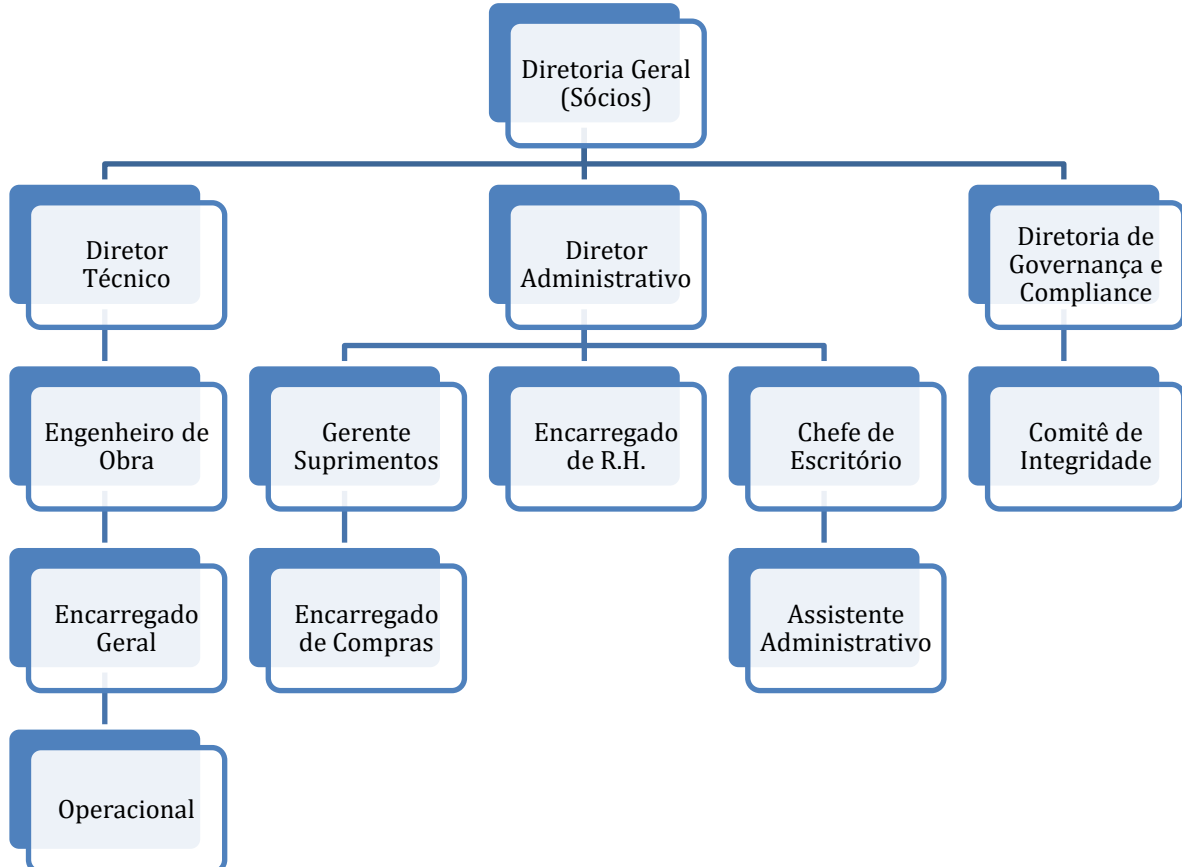 Diretoria Geral
(Sócios)
Diretor
Técnico
Diretor
Administrativo
Diretoria de
Governança e
Compliance
Engenheiro de
Obra
Gerente
Suprimentos
Encarregado
de R.H.
Chefe de
Escritório
Comitê de
Integridade
Encarregado
Geral
Encarregado
de Compras
Assistente
Administrativo
Operacional